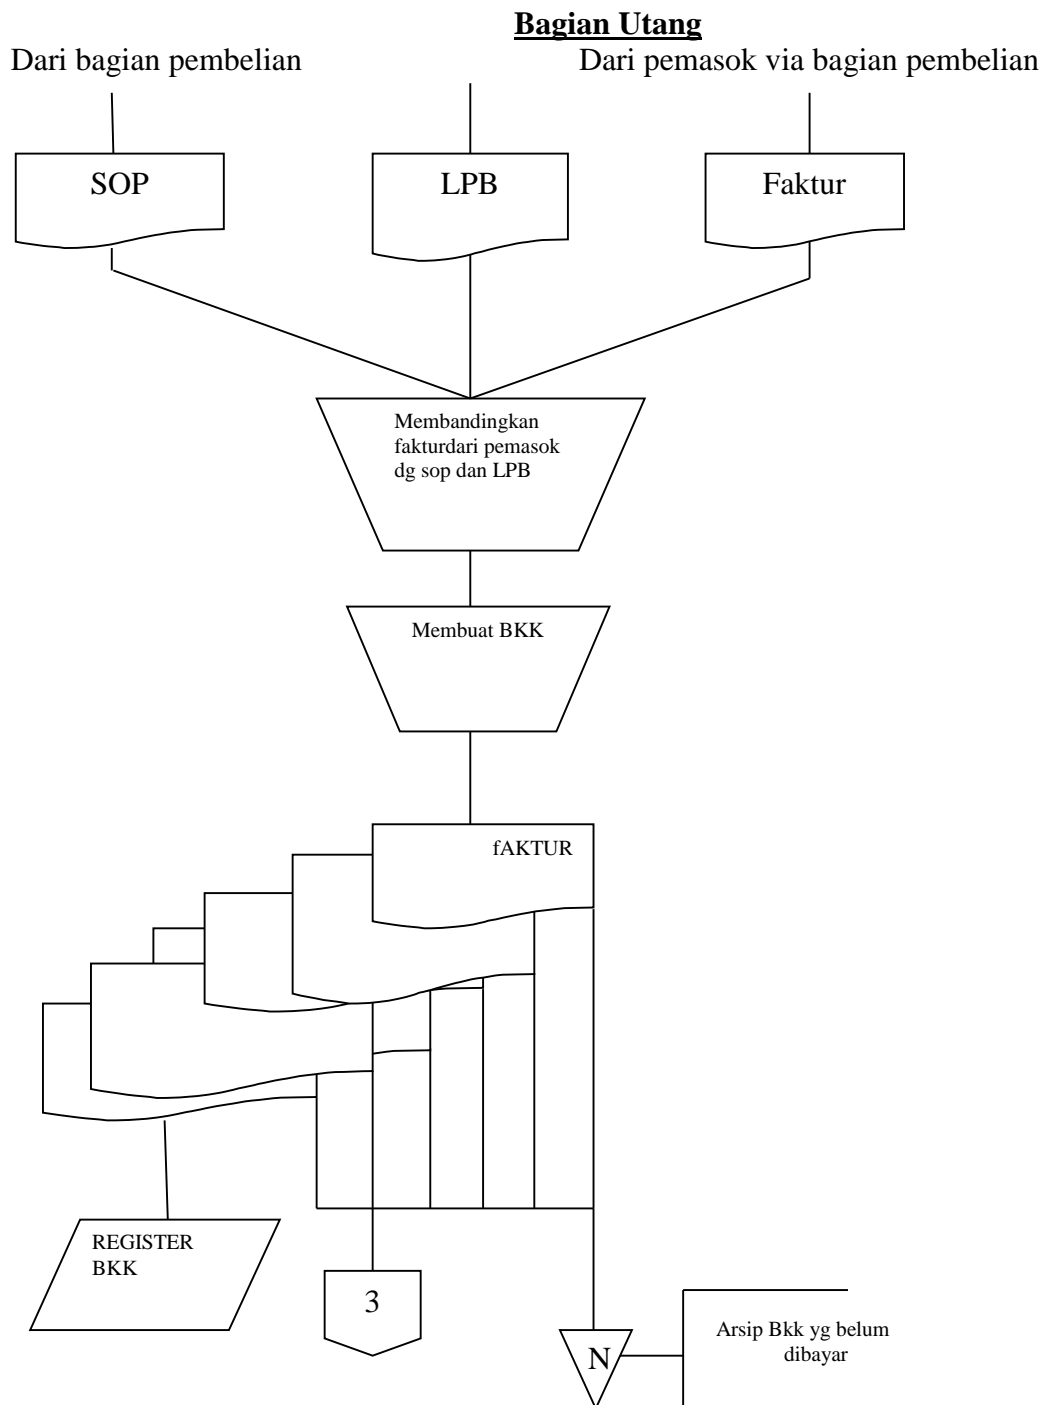 Bagian Utang
Dari bagian pembelian
Dari pemasok via bagian pembelian
SOP
LPB
Faktur
Membandingkan
fakturdari pemasok
dg sop dan LPB
Membuat BKK
fAKTUR
REGISTER
BKK
3
N
Arsip Bkk yg belum
dibayar